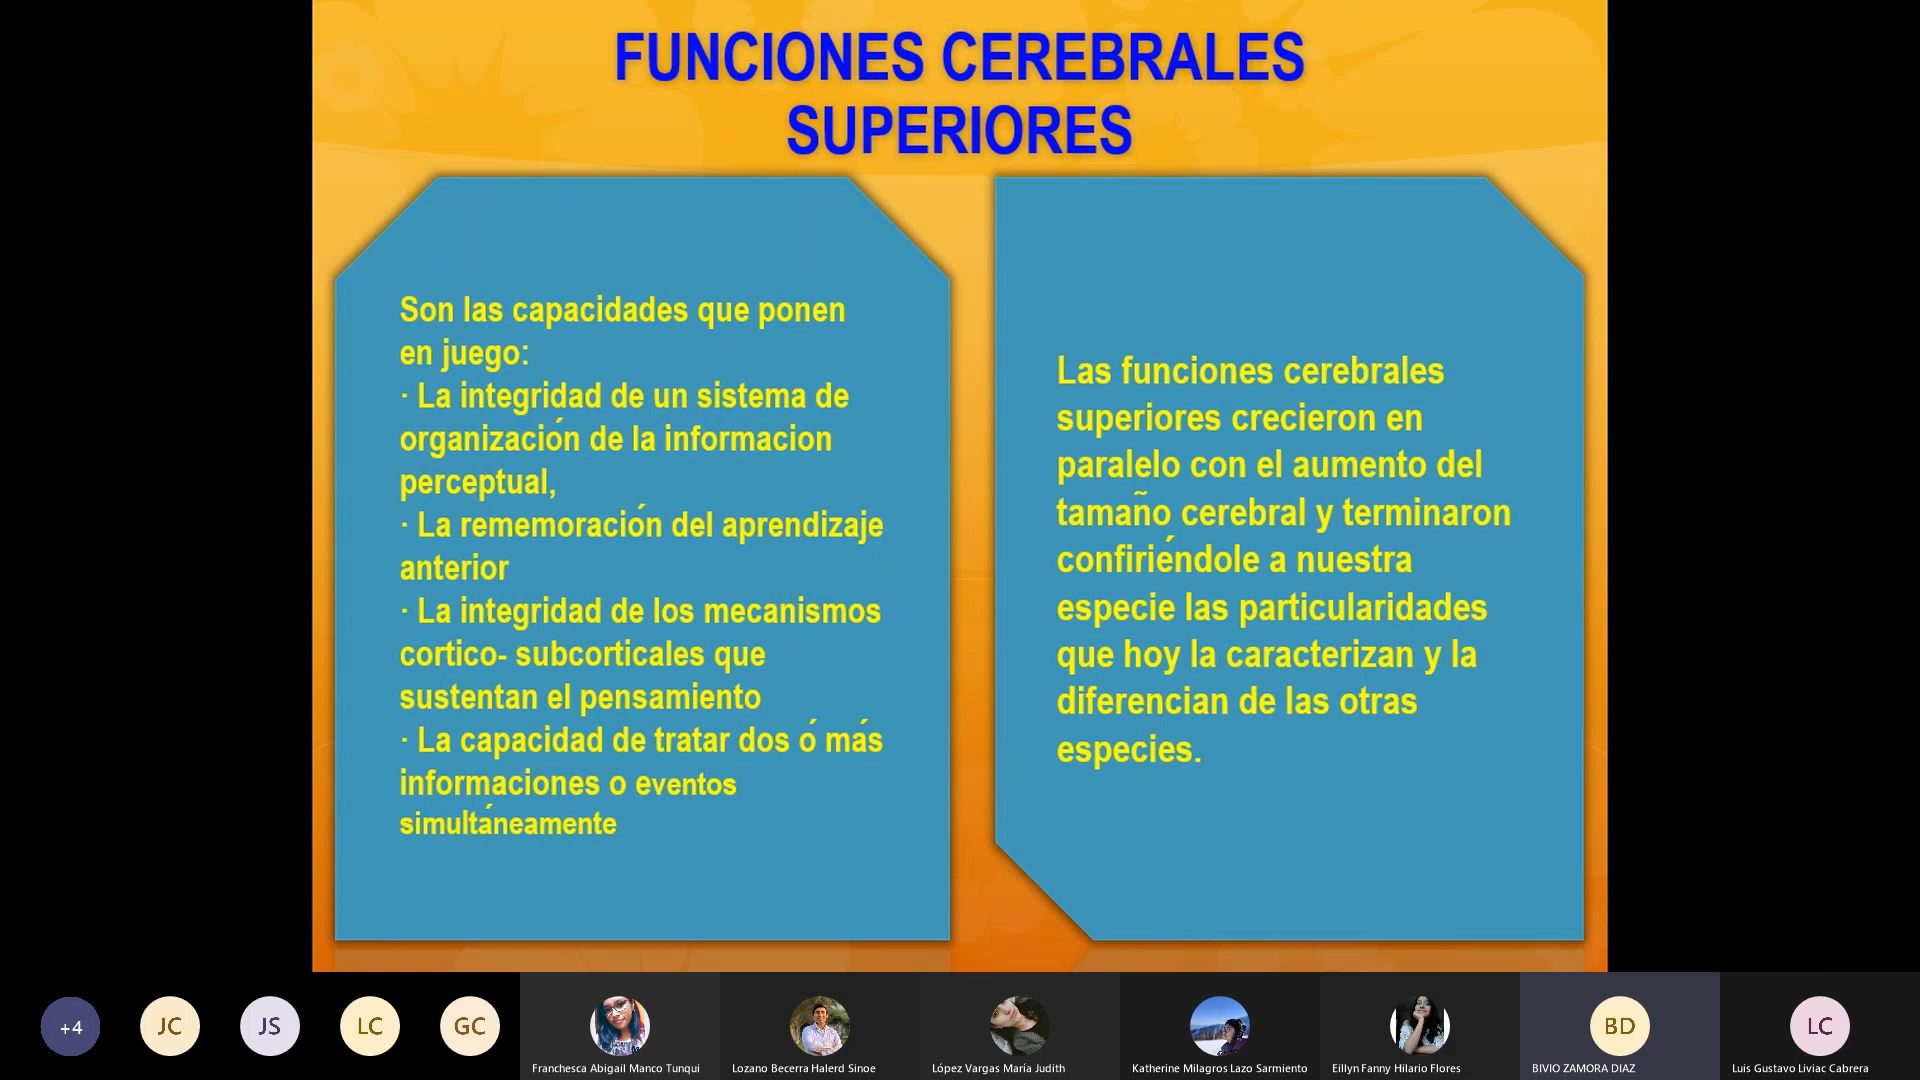 FUNCIONES CEREBRALES
SUPERIORES
Son las capacidades que ponen
en juego:
· La integridad de un sistema de
organización de la informacion
perceptual,
· La rememoración del aprendizaje
anterior
· La integridad de los mecanismos
cortico- subcorticales que
sustentan el pensamiento
· La capacidad de tratar dos ó más
informaciones o eventos
simultáneamente
Las funciones cerebrales
superiores crecieron en
paralelo con el aumento del
tamaño cerebral y terminaron
confiriéndole a nuestra
especie las particularidades
que hoy la caracterizan y la
diferencian de las otras
especies.
+4
JC
JS
LC
GC
Franchesca Abigail Manco Tunqui
Lozano Becerra Halerd Sinoe
López Vargas María Judith
Katherine Milagros Lazo Sarmiento
Eillyn Fanny Hilario Flores
BD
BIVIO ZAMORA DIAZ
LC
Luis Gustavo Liviac Cabrera